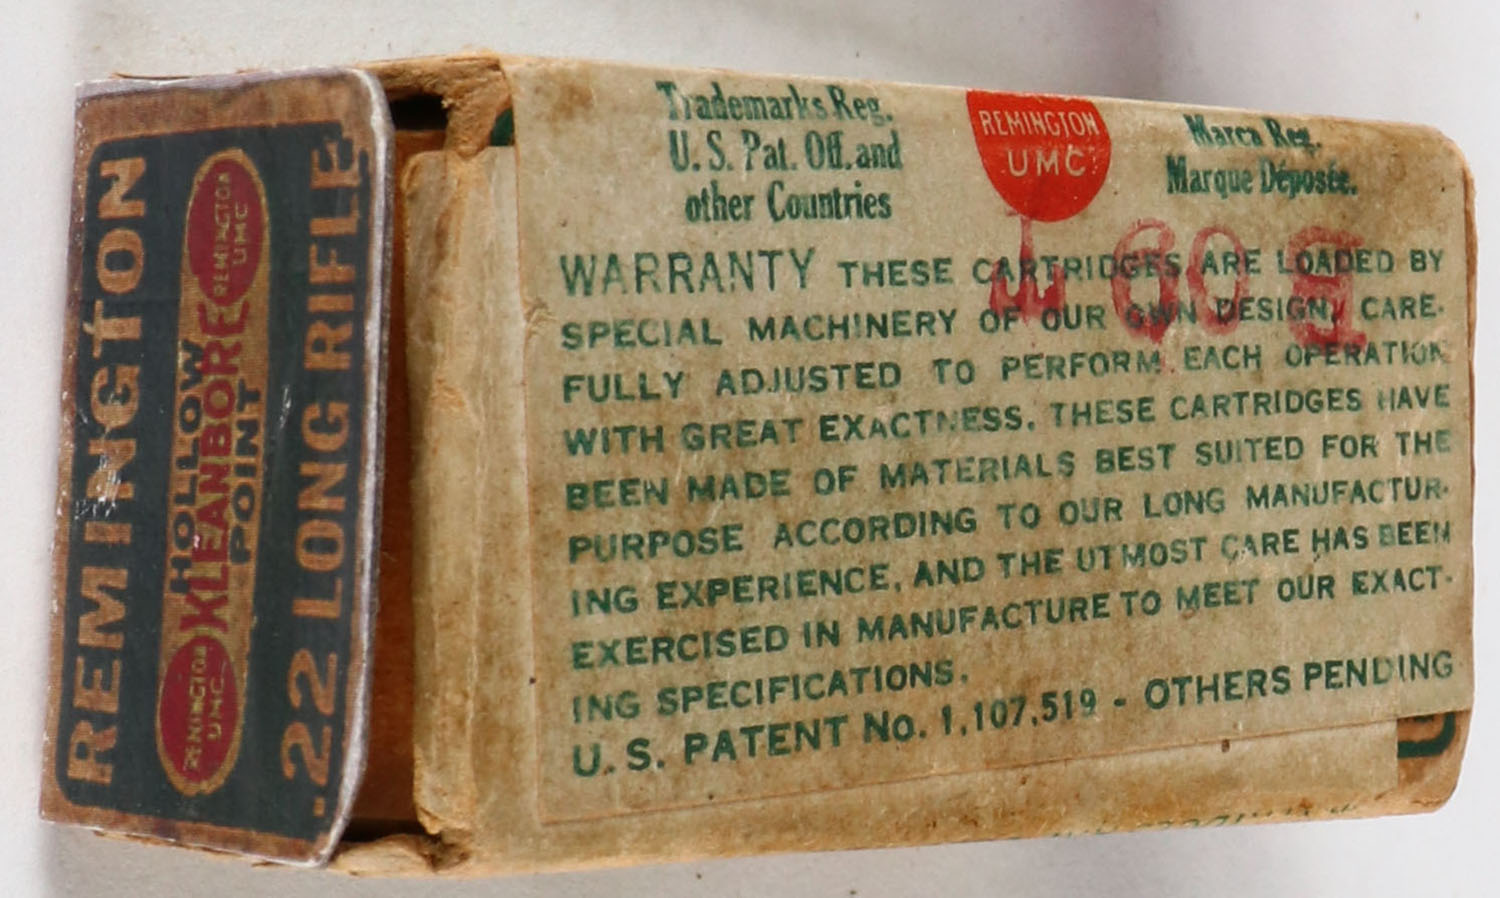 REMINGTON
HOLLOW
REMINGTON
UMC
KLEANBORE
REMINGTON
UMC
POINT
.22 LONG RIFLE
Trademarks Reg.
U.S. Pat. Off. and
other Countries
REMINGTON
UMC
Marca Reg.
Marque Déposée.
WARRANTY THESE CARTRIDGES ARE LOADED BY
SPECIAL MACHINERY OF OUR OWN DESIGN, CARE-
FULLY ADJUSTED TO PERFORM EACH OPERATION
WITH GREAT EXACTNESS. THESE CARTRIDGES HAVE
BEEN MADE OF MATERIALS BEST SUITED FOR THE
PURPOSE ACCORDING TO OUR LONG MANUFACTUR-
ING EXPERIENCE, AND THE UTMOST CARE HAS BEEN
EXERCISED IN MANUFACTURE TO MEET OUR EXACT-
ING SPECIFICATIONS.
U.S. PATENT No. 1,107,519 - OTHERS PENDING